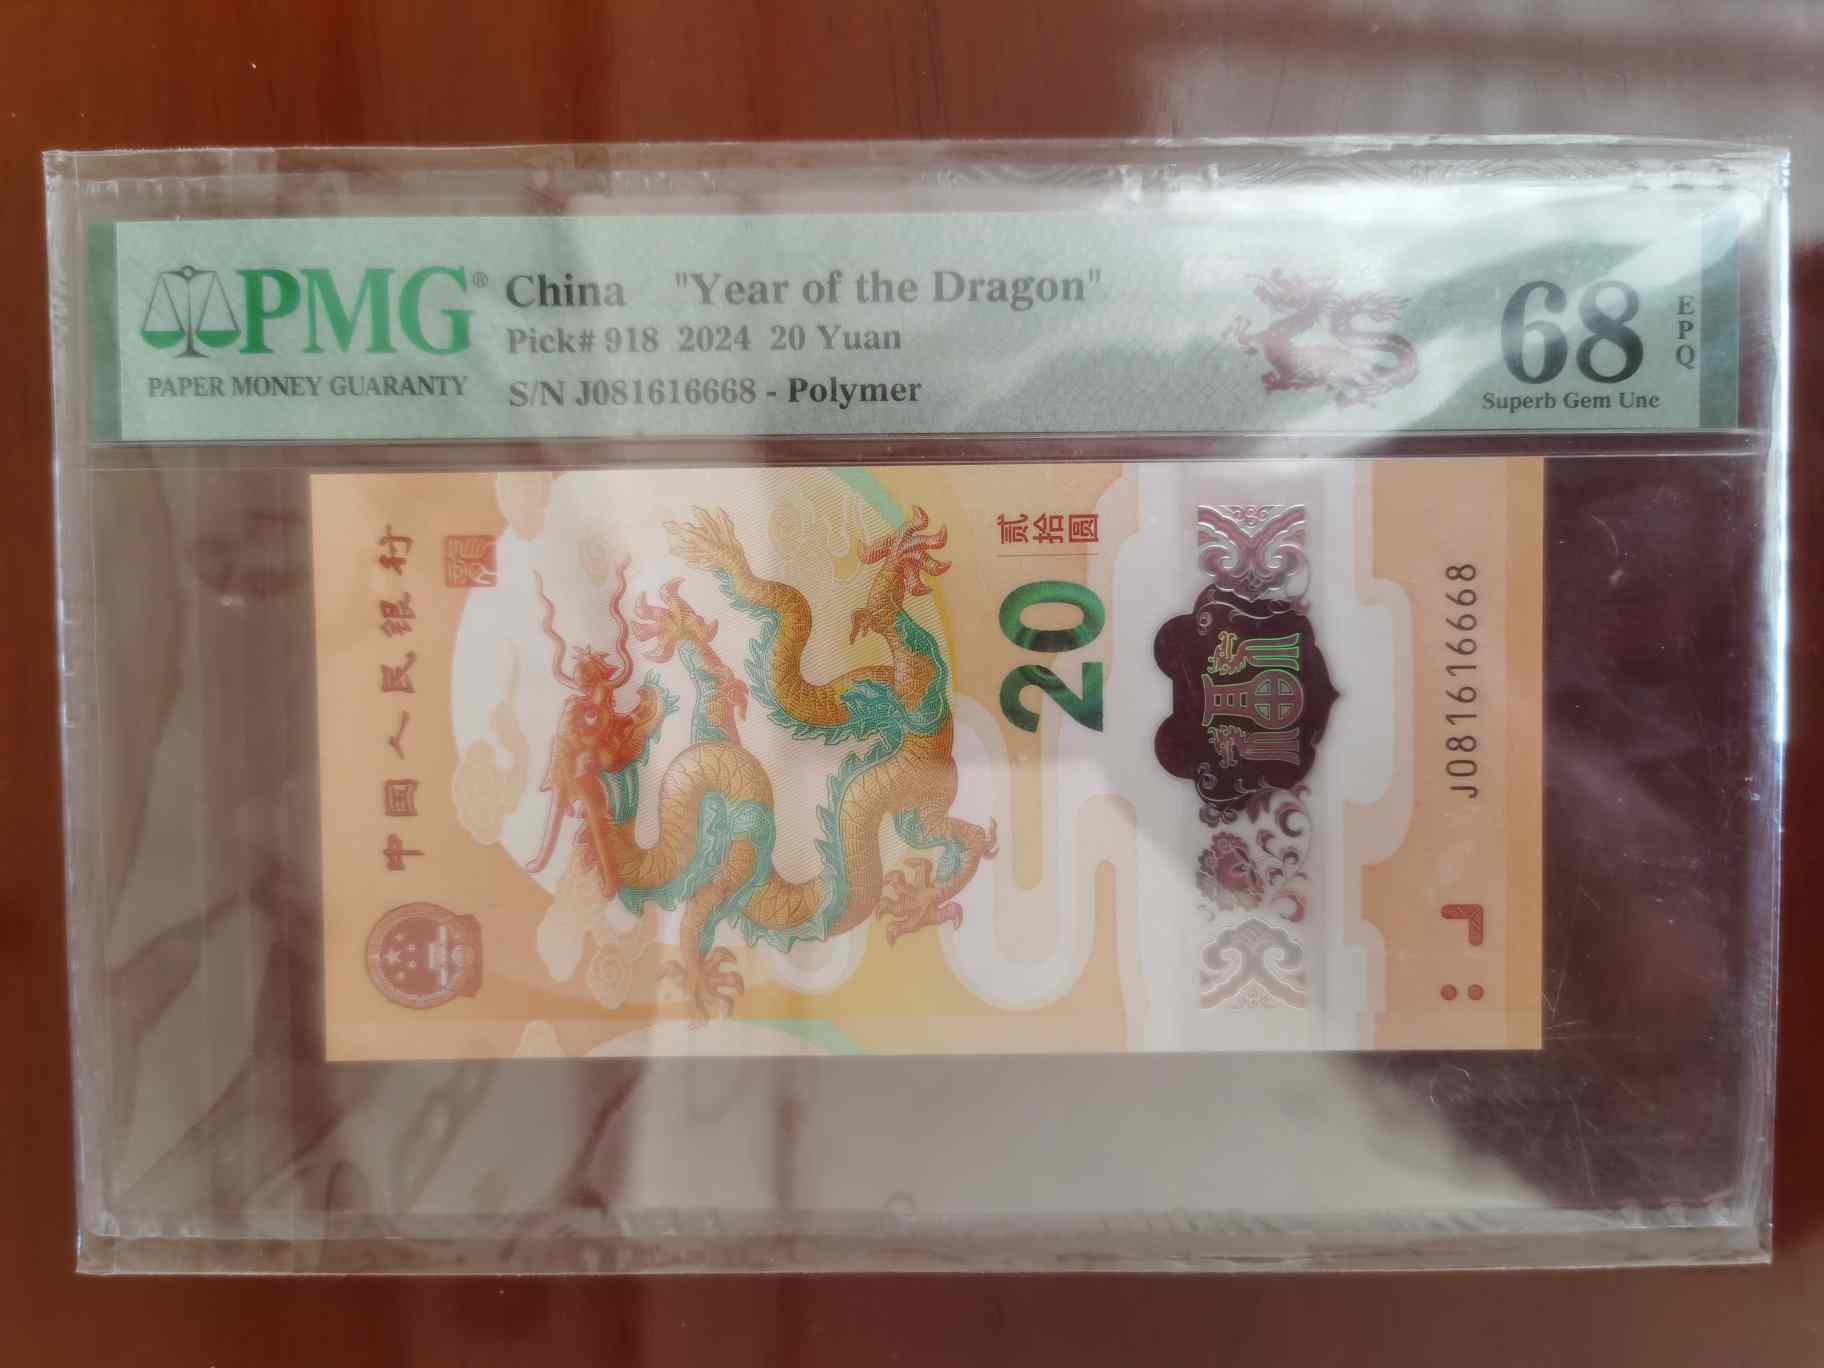 PMG®
PAPER MONEY GUARANTY
China "Year of the Dragon"
Pick# 918 2024 20 Yuan
S/N J081616668 - Polymer
68
EPQ
Superb Gem Unc
中国人民银行
贰拾圆
20
福
J081616668